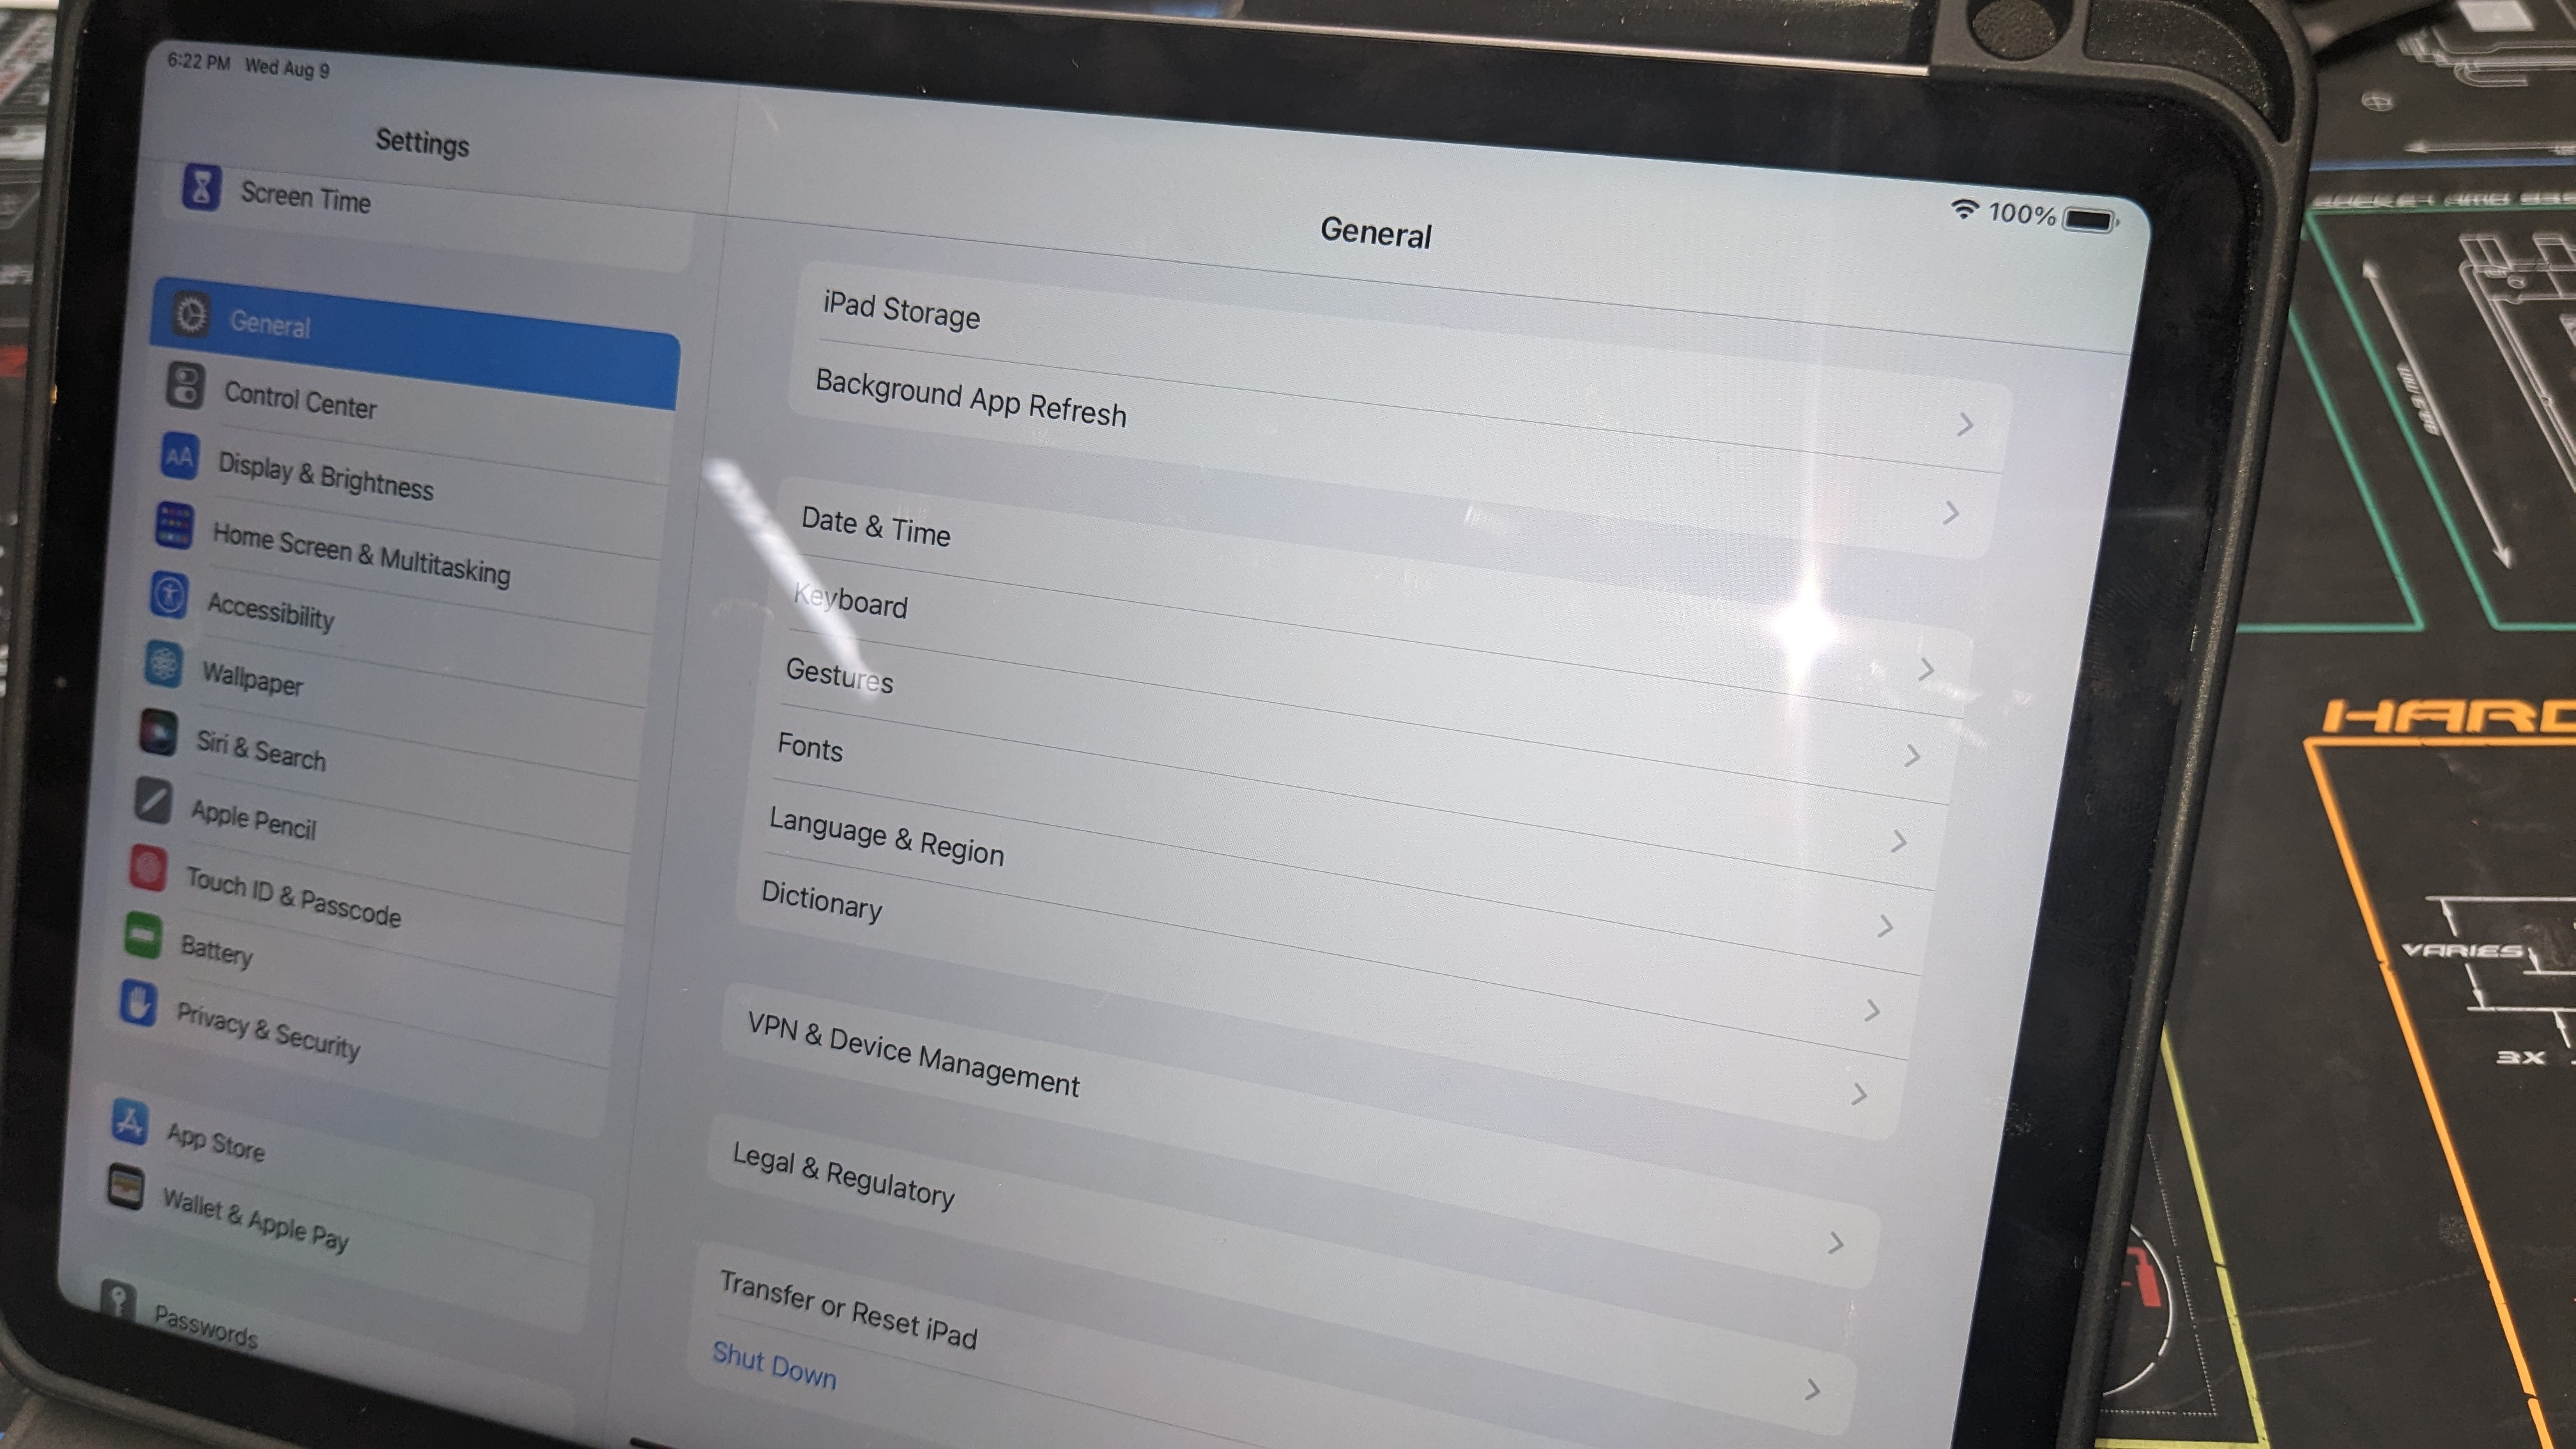 6:22 PM Wed Aug 9
100%
Settings
Screen Time
General
Control Center
AA
Display & Brightness
Home Screen & Multitasking
Accessibility
Wallpaper
Siri & Search
Apple Pencil
Touch ID & Passcode
Battery
Privacy & Security
App Store
Wallet & Apple Pay
Passwords
General
iPad Storage
Background App Refresh
Date & Time
Keyboard
Gestures
Fonts
Language & Region
Dictionary
VPN & Device Management
Legal & Regulatory
Transfer or Reset iPad
Shut Down
HARD
VARIES
3X